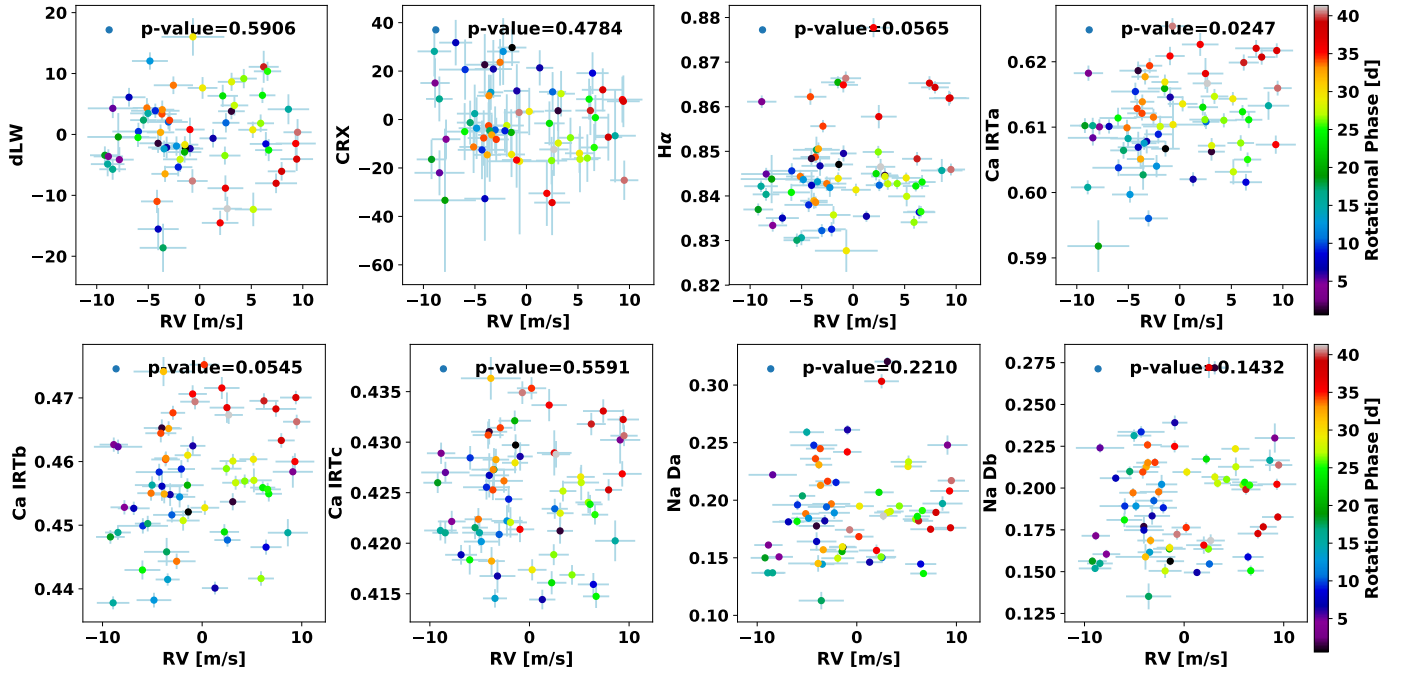 p-value=0.5906
20
10
0
−10
−20
dLW
−10 −5 0 5 10
RV [m/s]
p-value=0.4784
40
20
0
−20
−40
−60
CRX
−10 −5 0 5 10
RV [m/s]
p-value=0.0565
0.88
0.87
0.86
0.85
0.84
0.83
0.82
Hα
−10 −5 0 5 10
RV [m/s]
p-value=0.0247
0.62
0.61
0.60
0.59
Ca IRTa
−10 −5 0 5 10
RV [m/s]
40
35
30
25
20
15
10
5
Rotational Phase [d]
p-value=0.0545
0.47
0.46
0.45
0.44
Ca IRTb
−10 0 10
RV [m/s]
p-value=0.5591
0.435
0.430
0.425
0.420
0.415
Ca IRTc
−10 0 10
RV [m/s]
p-value=0.2210
0.30
0.25
0.20
0.15
0.10
Na Da
−10 −5 0 5 10
RV [m/s]
p-value=0.1432
0.275
0.250
0.225
0.200
0.175
0.150
0.125
Na Db
−10 0 10
RV [m/s]
40
35
30
25
20
15
10
5
Rotational Phase [d]